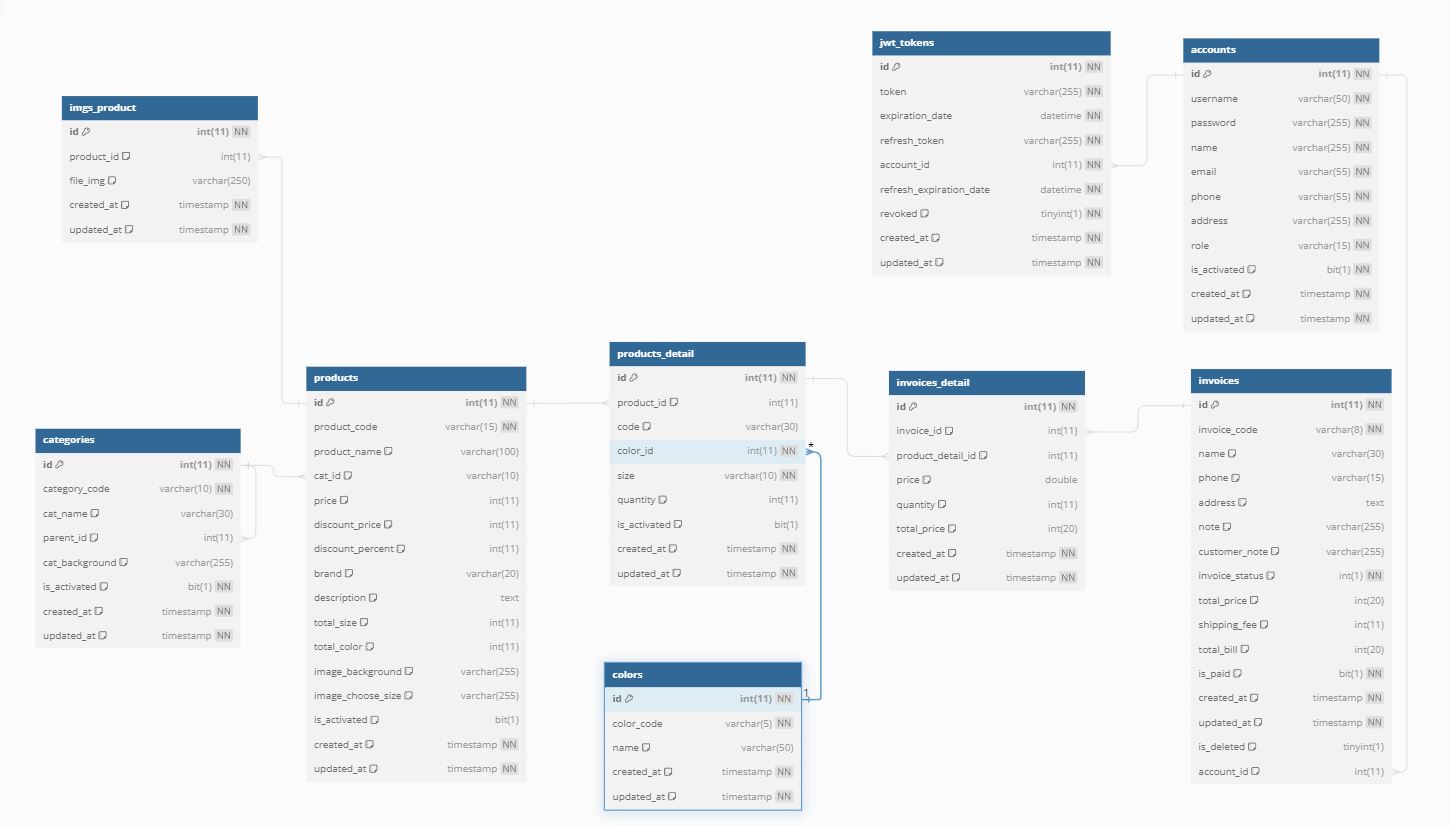 jwt_tokens
id int(11) NN
token varchar(255) NN
expiration_date datetime NN
refresh_token varchar(255) NN
account_id int(11) NN
refresh_expiration_date datetime NN
revoked tinyint(1) NN
created_at timestamp NN
updated_at timestamp NN
accounts
id int(11) NN
username varchar(50) NN
password varchar(255) NN
name varchar(255) NN
email varchar(55) NN
phone varchar(55) NN
address varchar(255) NN
role varchar(15) NN
is_activated bit(1) NN
created_at timestamp NN
updated_at timestamp NN
imgs_product
id int(11) NN
product_id int(11)
file_img varchar(250)
created_at timestamp NN
updated_at timestamp NN
categories
id int(11) NN
category_code varchar(10) NN
cat_name varchar(30)
parent_id int(11)
cat_background varchar(255)
is_activated bit(1) NN
created_at timestamp NN
updated_at timestamp NN
products
id int(11) NN
product_code varchar(15) NN
product_name varchar(100)
cat_id varchar(10)
price int(11)
discount_price int(11)
discount_percent int(11)
brand varchar(20)
description text
total_size int(11)
total_color int(11)
image_background varchar(255)
image_choose_size varchar(255)
is_activated bit(1)
created_at timestamp NN
updated_at timestamp NN
products_detail
id int(11) NN
product_id int(11)
code varchar(30)
color_id int(11) NN *
size varchar(10) NN
quantity int(11)
is_activated bit(1)
created_at timestamp NN
updated_at timestamp NN
colors
id int(11) NN 1
color_code varchar(5) NN
name varchar(50)
created_at timestamp NN
updated_at timestamp NN
invoices_detail
id int(11) NN
invoice_id int(11)
product_detail_id int(11)
price double
quantity int(11)
total_price int(20)
created_at timestamp NN
updated_at timestamp NN
invoices
id int(11) NN
invoice_code varchar(8) NN
name varchar(30)
phone varchar(15)
address text
note varchar(255)
customer_note varchar(255)
invoice_status int(1) NN
total_price int(20)
shipping_fee int(11)
total_bill int(20)
is_paid bit(1) NN
created_at timestamp NN
updated_at timestamp NN
is_deleted tinyint(1)
account_id int(11)